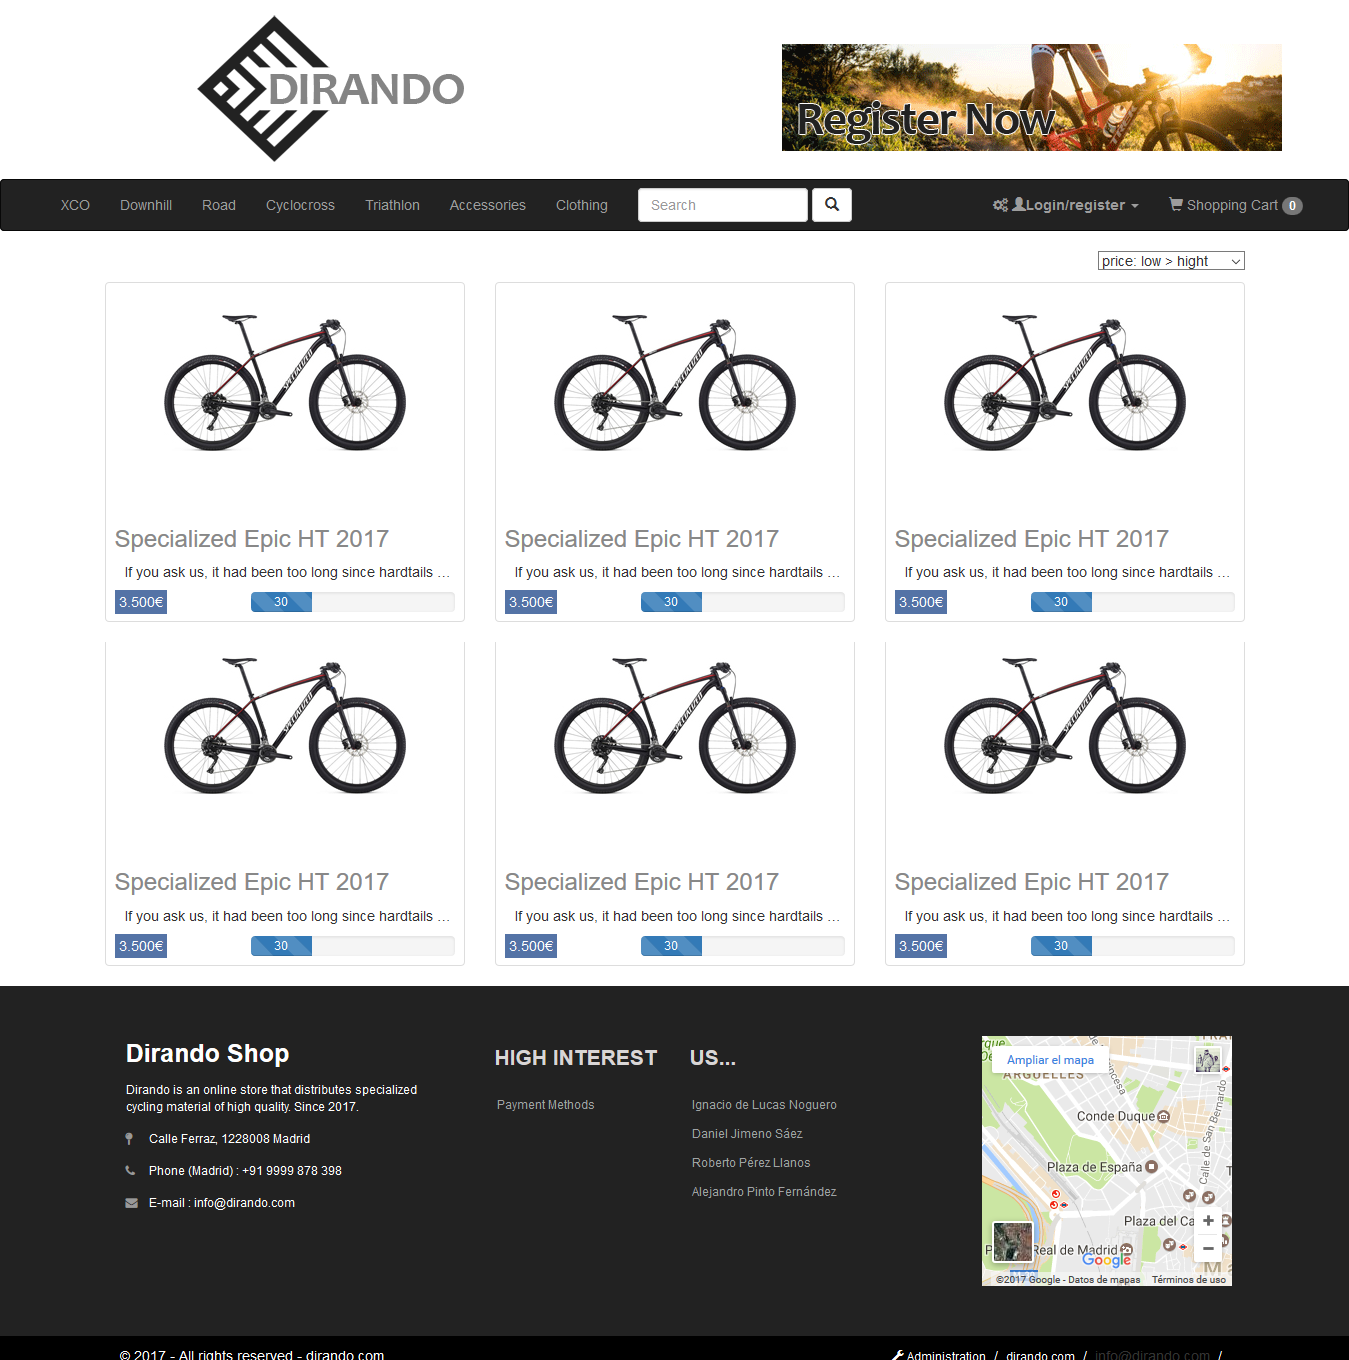 DIRANDO
Register Now
XCO Downhill Road Cyclocross Triathlon Accessories Clothing Search Login/register Shopping Cart 0
price: low > hight
SPECIALIZED SPECIALIZED SPECIALIZED
Specialized Epic HT 2017 Specialized Epic HT 2017 Specialized Epic HT 2017
If you ask us, it had been too long since hardtails ... If you ask us, it had been too long since hardtails ... If you ask us, it had been too long since hardtails ...
3.500€ 30 3.500€ 30 3.500€ 30
SPECIALIZED SPECIALIZED SPECIALIZED
Specialized Epic HT 2017 Specialized Epic HT 2017 Specialized Epic HT 2017
If you ask us, it had been too long since hardtails ... If you ask us, it had been too long since hardtails ... If you ask us, it had been too long since hardtails ...
3.500€ 30 3.500€ 30 3.500€ 30
Dirando Shop
Dirando is an online store that distributes specialized
cycling material of high quality. Since 2017.
Calle Ferraz, 1228008 Madrid
Phone (Madrid) : +91 9999 878 398
E-mail : info@dirando.com
HIGH INTEREST
Payment Methods
US...
Ignacio de Lucas Noguero
Daniel Jimeno Sáez
Roberto Pérez Llanos
Alejandro Pinto Fernández
Ampliar el mapa
ARGÜELLES
Conde Duque
Calle de San Bernardo
Plaza de España
Plaza del Ca
Real de Madrid
Google
©2017 Google - Datos de mapas Términos de uso
© 2017 - All rights reserved - dirando.com Administration / dirando.com / info@dirando.com /